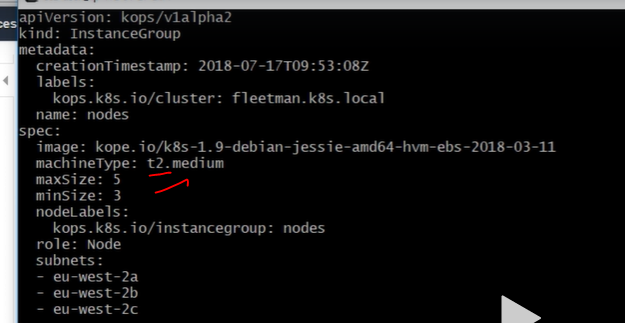 ces
apiVersion: kops/v1alpha2
kind: InstanceGroup
metadata:
  creationTimestamp: 2018-07-17T09:53:08Z
  labels:
    kops.k8s.io/cluster: fleetman.k8s.local
  name: nodes
spec:
  image: kope.io/k8s-1.9-debian-jessie-amd64-hvm-ebs-2018-03-11
  machineType: t2.medium
  maxSize: 5
  minSize: 3
  nodeLabels:
    kops.k8s.io/instancegroup: nodes
  role: Node
  subnets:
  - eu-west-2a
  - eu-west-2b
  - eu-west-2c